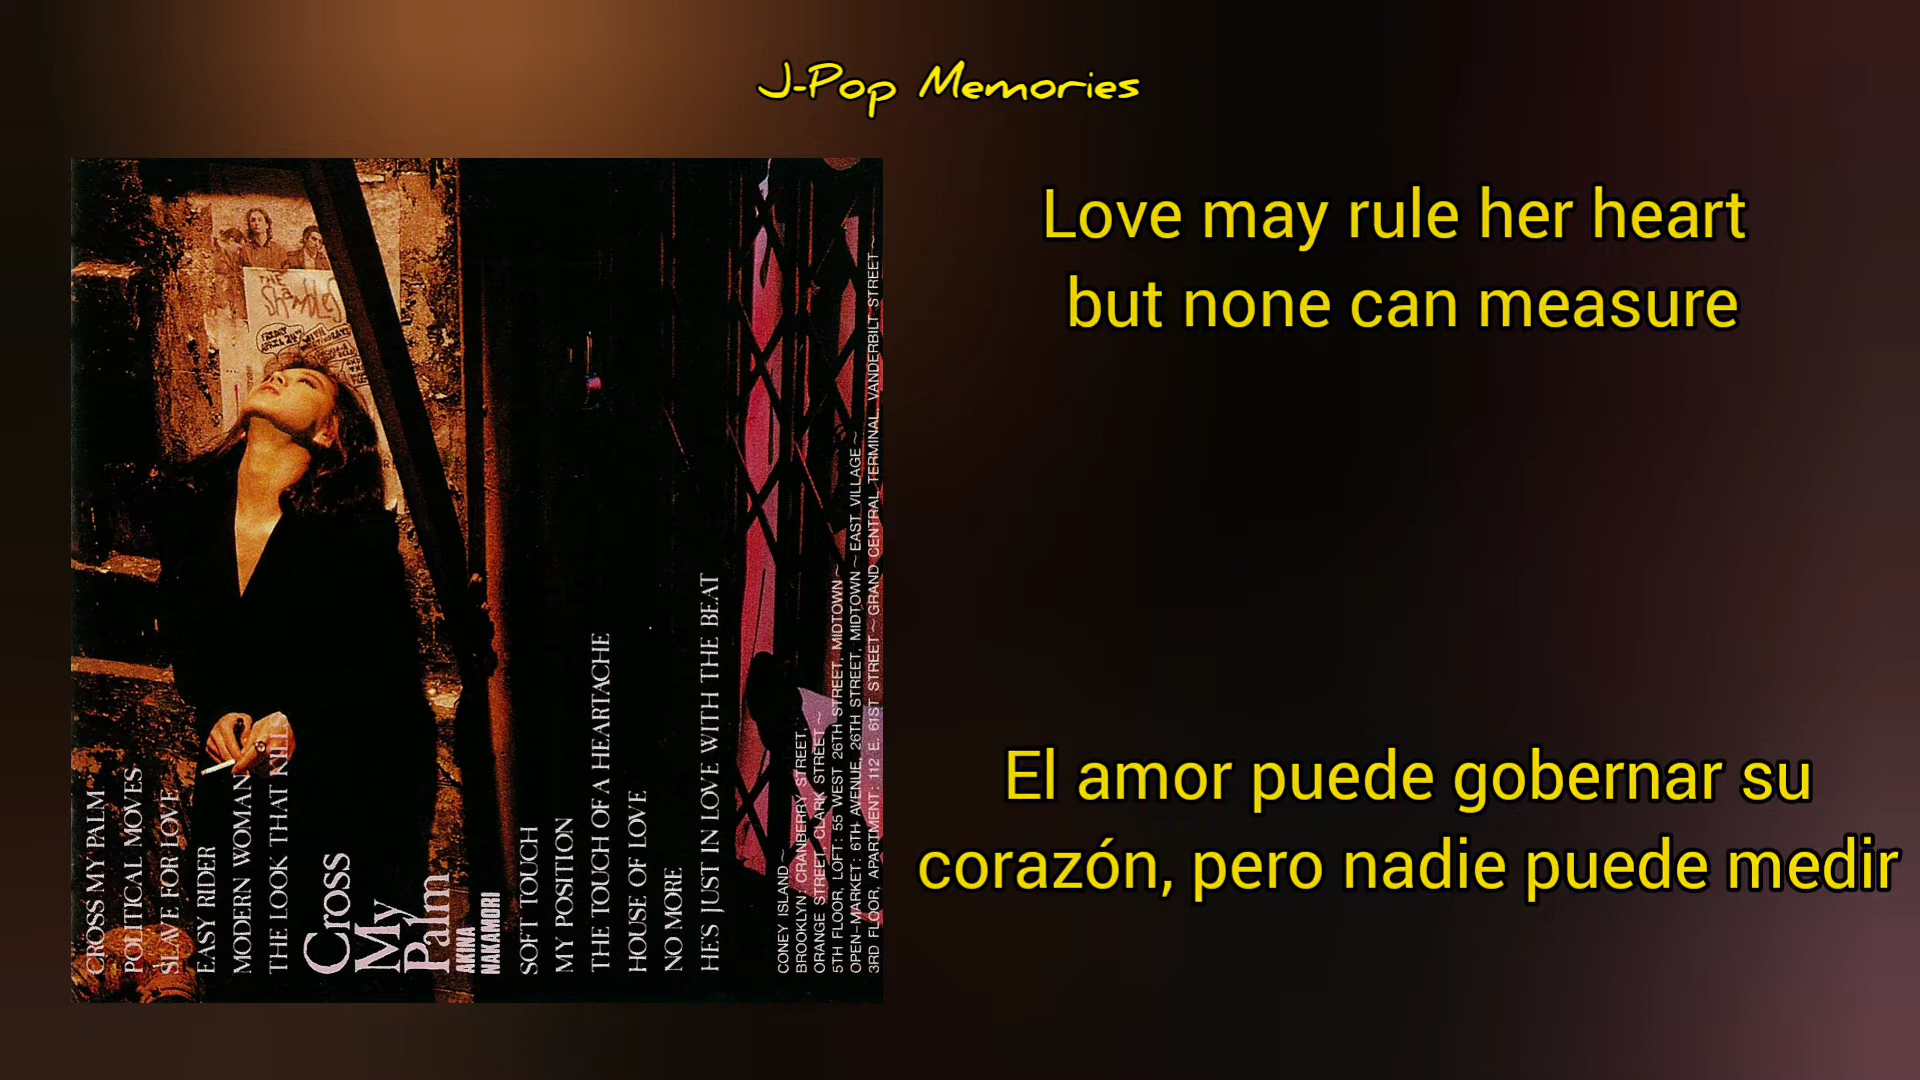 J-Pop Memories
Love may rule her heart
but none can measure
El amor puede gobernar su
corazón, pero nadie puede medir
THE
CROSS MY PALM
POLITICAL MOVES
SLAVE FOR LOVE
EASY RIDER
MODERN WOMAN
THE LOOK THAT KILLS
Cross
My
Palm
AKINA
NAKAMORI
SOFT TOUCH
MY POSITION
THE TOUCH OF A HEARTACHE
HOUSE OF LOVE
NO MORE
HE'S JUST IN LOVE WITH THE BEAT
CONEY ISLAND~
BROOKLYN CRANBERRY STREET,
ORANGE STREET, CLARK STREET~
5TH FLOOR, LOFT: 55 WEST 26TH STREET, MIDTOWN~
OPEN-MARKET: 6TH AVENUE, 26TH STREET, MIDTOWN~EAST VILLAGE~
3RD FLOOR, APARTMENT: 112 E. 61ST STREET~GRAND CENTRAL TERMINAL, VANDERBILT STREET~